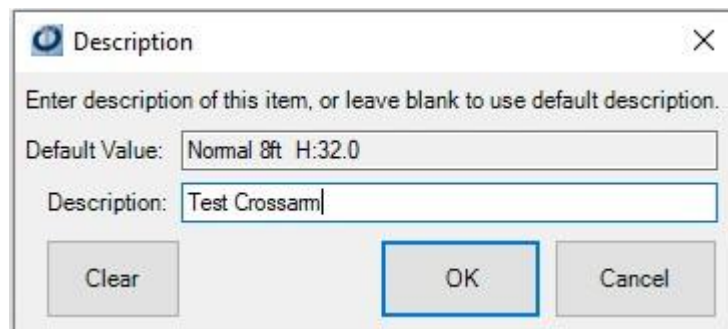 Description
Enter description of this item, or leave blank to use default description.
Default Value: Normal 8ft H:32.0
Description: Test Crossarm
Clear OK Cancel